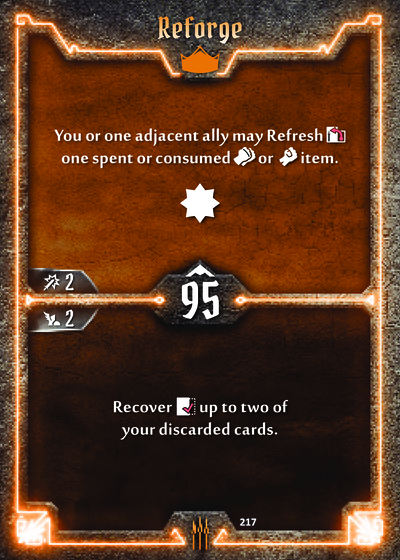 Reforge
You or one adjacent ally may Refresh
one spent or consumed or item.
2
95
2
Recover up to two of
your discarded cards.
217